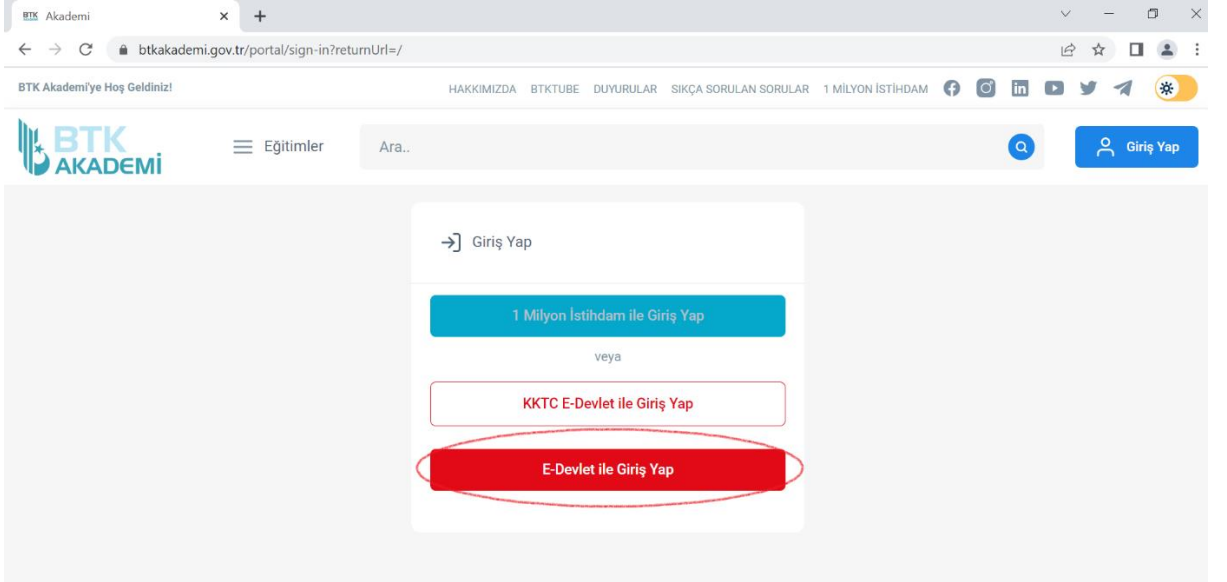 BTK Akademi
btkakademi.gov.tr/portal/sign-in?returnUrl=/
BTK Akademi'ye Hoş Geldiniz!
HAKKIMIZDA BTKTUBE DUYURULAR SIKÇA SORULAN SORULAR 1 MİLYON İSTİHDAM
BTK
AKADEMİ
Eğitimler
Ara..
Giriş Yap
Giriş Yap
1 Milyon İstihdam ile Giriş Yap
veya
KKTC E-Devlet ile Giriş Yap
E-Devlet ile Giriş Yap